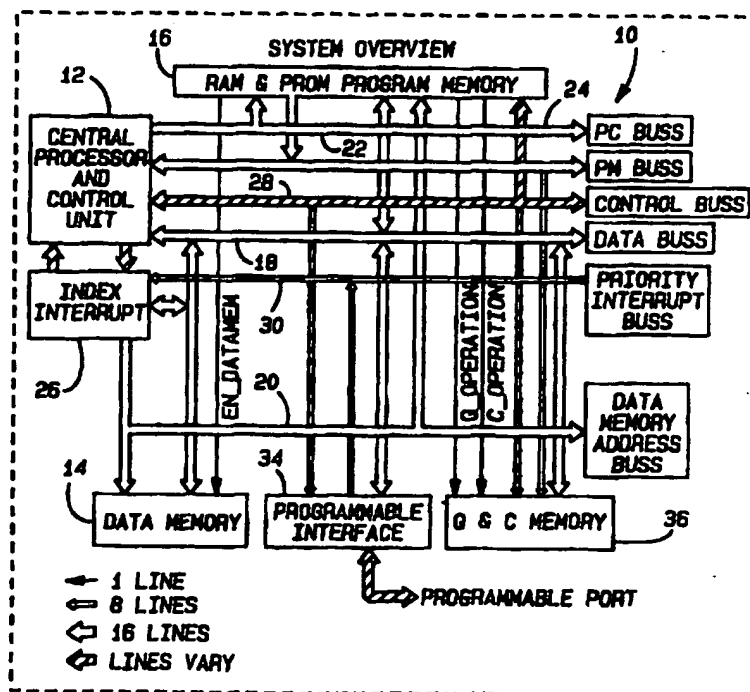 SYSTEM OVERVIEW
16
10
RAM & PROM PROGRAM MEMORY
12
24
CENTRAL
PROCESSOR
AND
CONTROL
UNIT
22
PC BUSS
PM BUSS
28
CONTROL BUSS
DATA BUSS
18
INDEX
INTERRUPT
30
PRIORITY
INTERRUPT
BUSS
26
EN_DATAMEM
Q_OPERATION
C_OPERATION
20
DATA
MEMORY
ADDRESS
BUSS
14
34
DATA MEMORY
PROGRAMMABLE
INTERFACE
Q & C MEMORY
36
1 LINE
8 LINES
16 LINES
LINES VARY
PROGRAMMABLE PORT